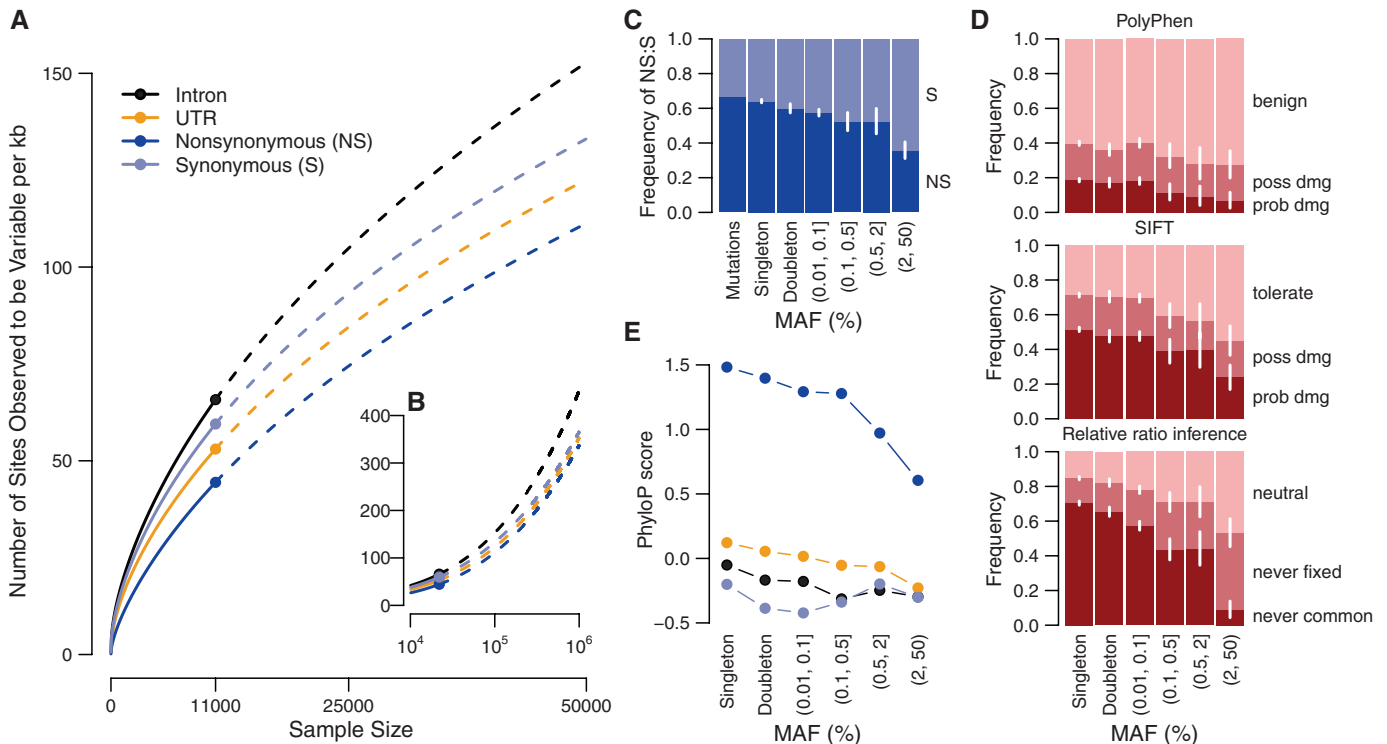 A
Number of Sites Observed to be Variable per kb
150
100
50
0
Intron
UTR
Nonsynonymous (NS)
Synonymous (S)
0
11000
25000
50000
Sample Size
B
400
300
200
100
0
10⁴
10⁵
10⁶
C
Freqeuency of NS:S
1.0
0.8
0.6
0.4
0.2
0.0
S
NS
Mutations
Singleton
Doubleton
(0.01, 0.1]
(0.1, 0.5]
(0.5, 2]
(2, 50)
MAF (%)
E
PhyloP score
1.5
1.0
0.5
0.0
−0.5
Singleton
Doubleton
(0.01, 0.1]
(0.1, 0.5]
(0.5, 2]
(2, 50)
MAF (%)
D
PolyPhen
Frequency
1.0
0.8
0.6
0.4
0.2
0.0
benign
poss dmg
prob dmg
SIFT
Frequency
1.0
0.8
0.6
0.4
0.2
0.0
tolerate
poss dmg
prob dmg
Relative ratio inference
Frequency
1.0
0.8
0.6
0.4
0.2
0.0
neutral
never fixed
never common
Singleton
Doubleton
(0.01, 0.1]
(0.1, 0.5]
(0.5, 2]
(2, 50)
MAF (%)